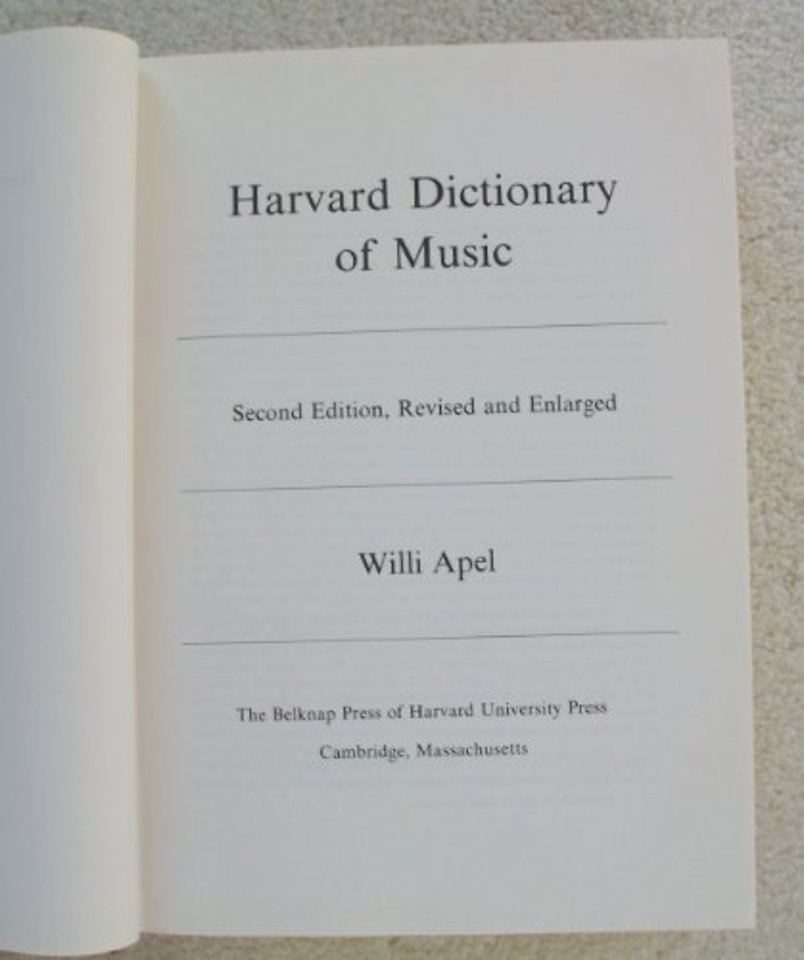 Harvard Dictionary
of Music
Second Edition, Revised and Enlarged
Willi Apel
The Belknap Press of Harvard University Press
Cambridge, Massachusetts